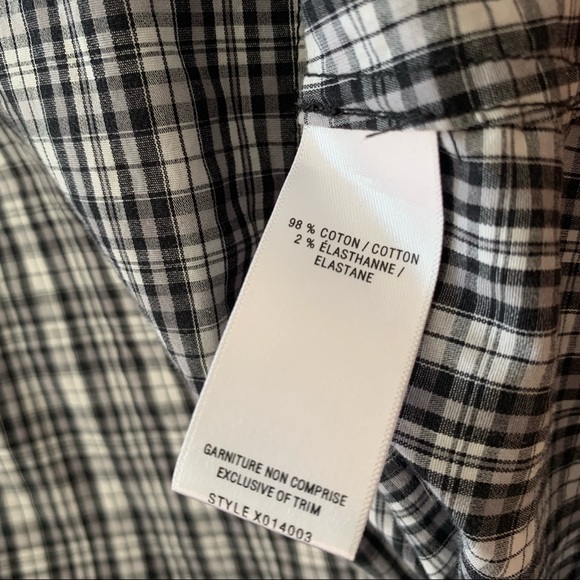 98 % COTON / COTTON
2 % ÉLASTHANNE /
ELASTANE
GARNITURE NON COMPRISE
EXCLUSIVE OF TRIM
STYLE X014003